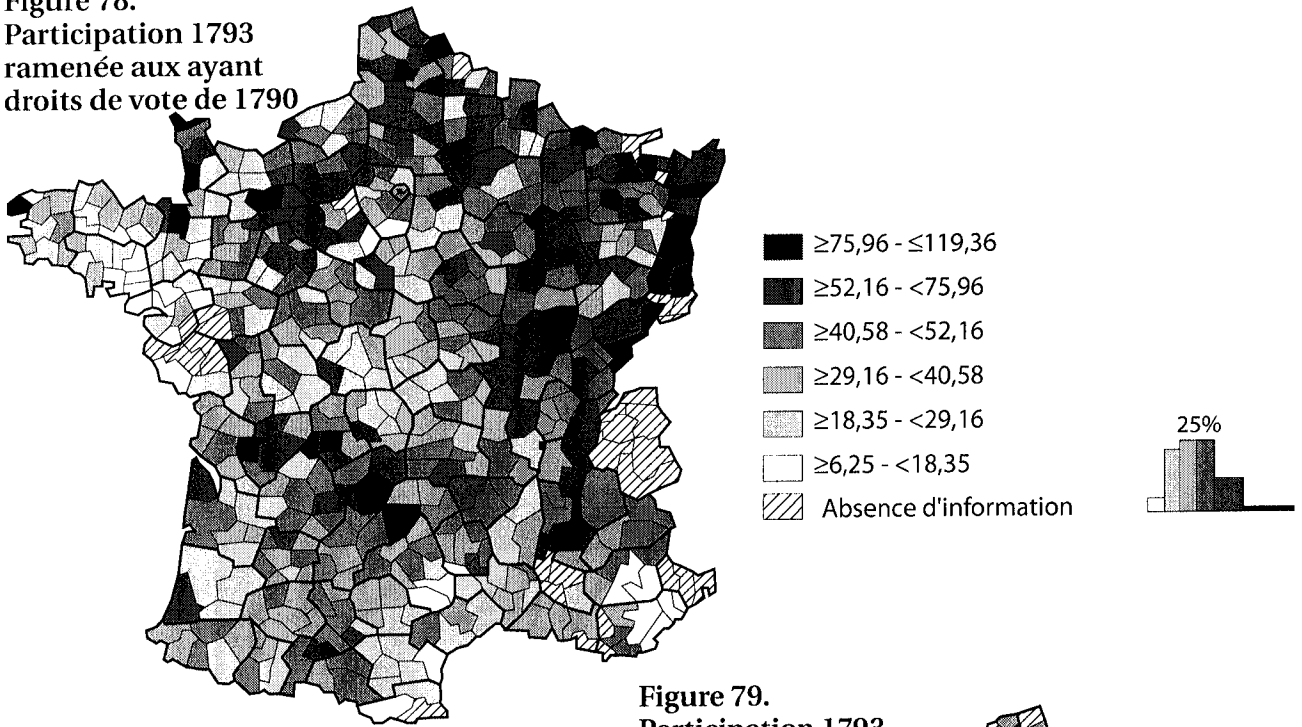 Figure 78.
Participation 1793
ramenée aux ayant
droits de vote de 1790
≥75,96 - ≤119,36
≥52,16 - <75,96
≥40,58 - <52,16
≥29,16 - <40,58
≥18,35 - <29,16
≥6,25 - <18,35
Absence d'information
25%
Figure 79.
Participation 1793